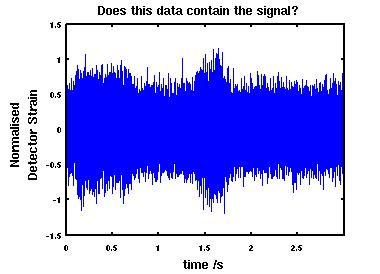 Does this data contain the signal?
1.5
1
0.5
0
-0.5
-1
-1.5
Normalised
Detector Strain
0 0.5 1 1.5 2 2.5
time /s